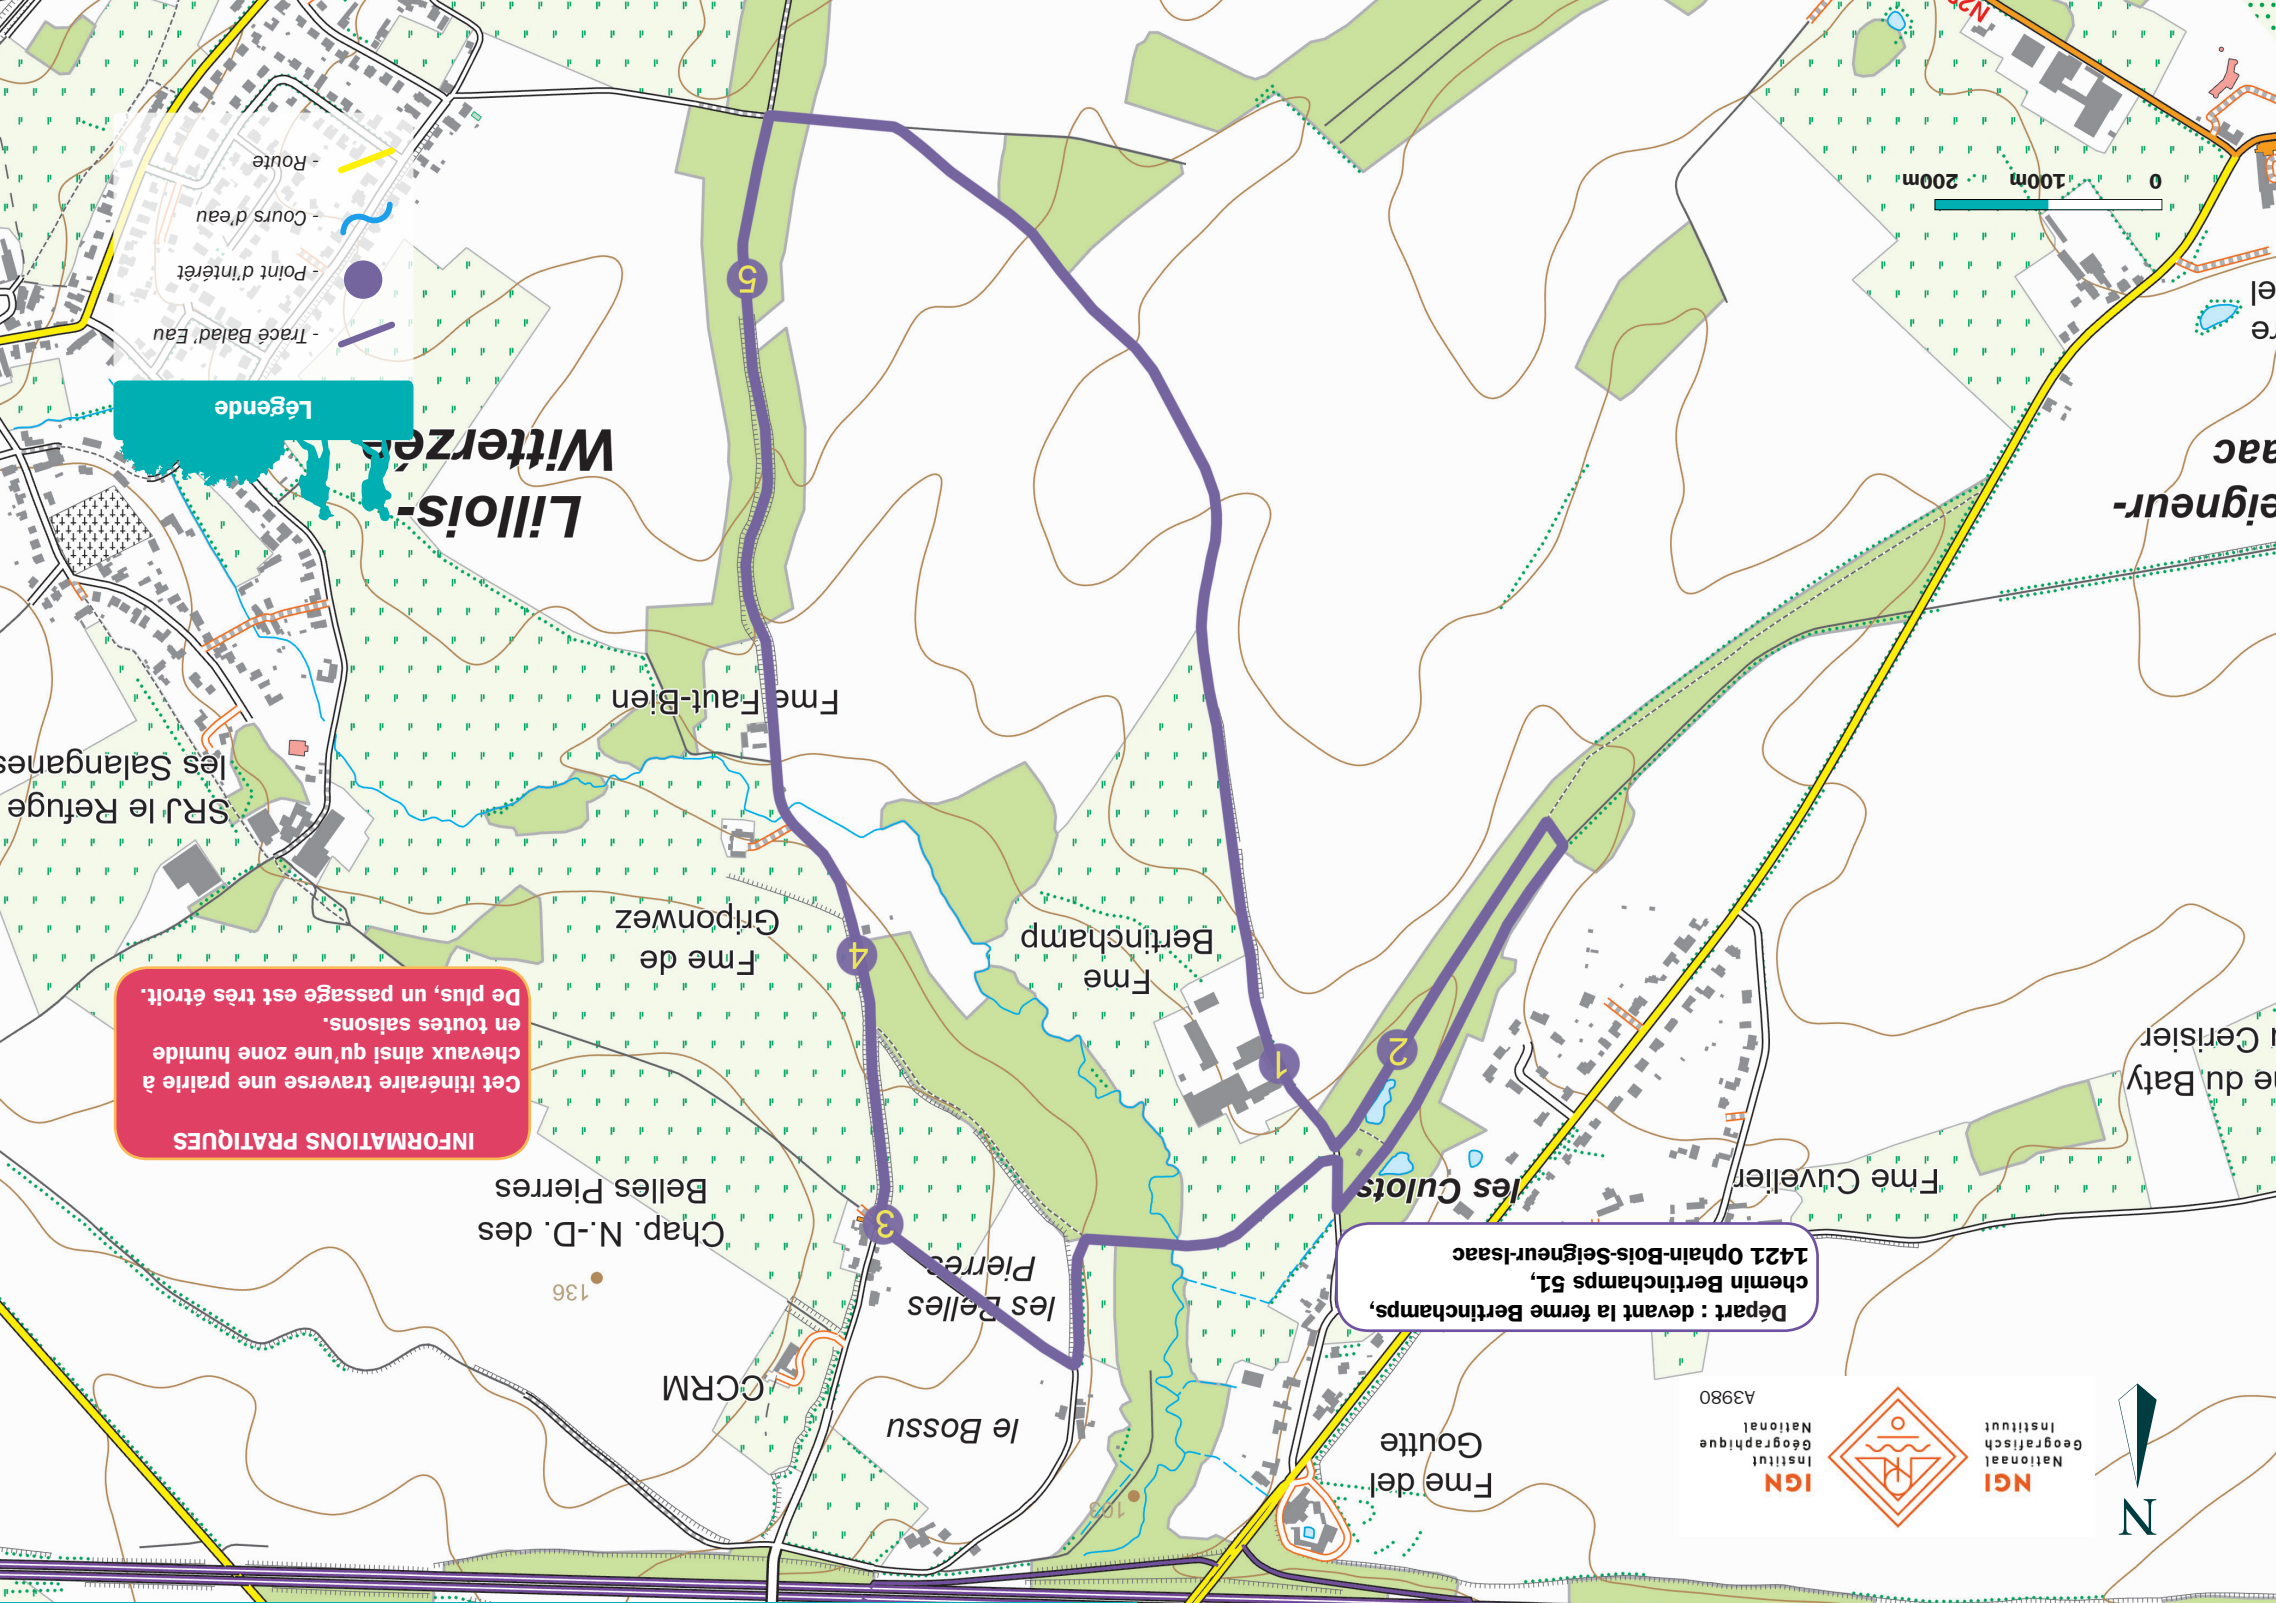 N
NGI
Nationaal
Geografisch
Instituut
IGN
Institut
Géographique
National
A3980
Fme del
Goutte
103
le Bossu
CCRM
Départ : devant la ferme Bertinchamps,
chemin Bertinchamps 51,
1421 Ophain-Bois-Seigneur-Isaac
les Belles
Pierres
136
Chap. N.-D. des
Belles Pierres
INFORMATIONS PRATIQUES
Cet itinéraire traverse une prairie à
chevaux ainsi qu'une zone humide
en toutes saisons.
De plus, un passage est très étroit.
Fme Cuvelier
les Culots
3
e du Baty
u Cerisier
1
2
Fme
Bertinchamp
4
Fme de
Griponwez
SRJ le Refuge
les Salanganes
Fme Faut-Bien
eigneur-
aac
Lillois-
Witterzée
Légende
- Tracé Balad' Eau
- Point d'intérêt
- Cours d'eau
- Route
re
el
5
0
100m
200m